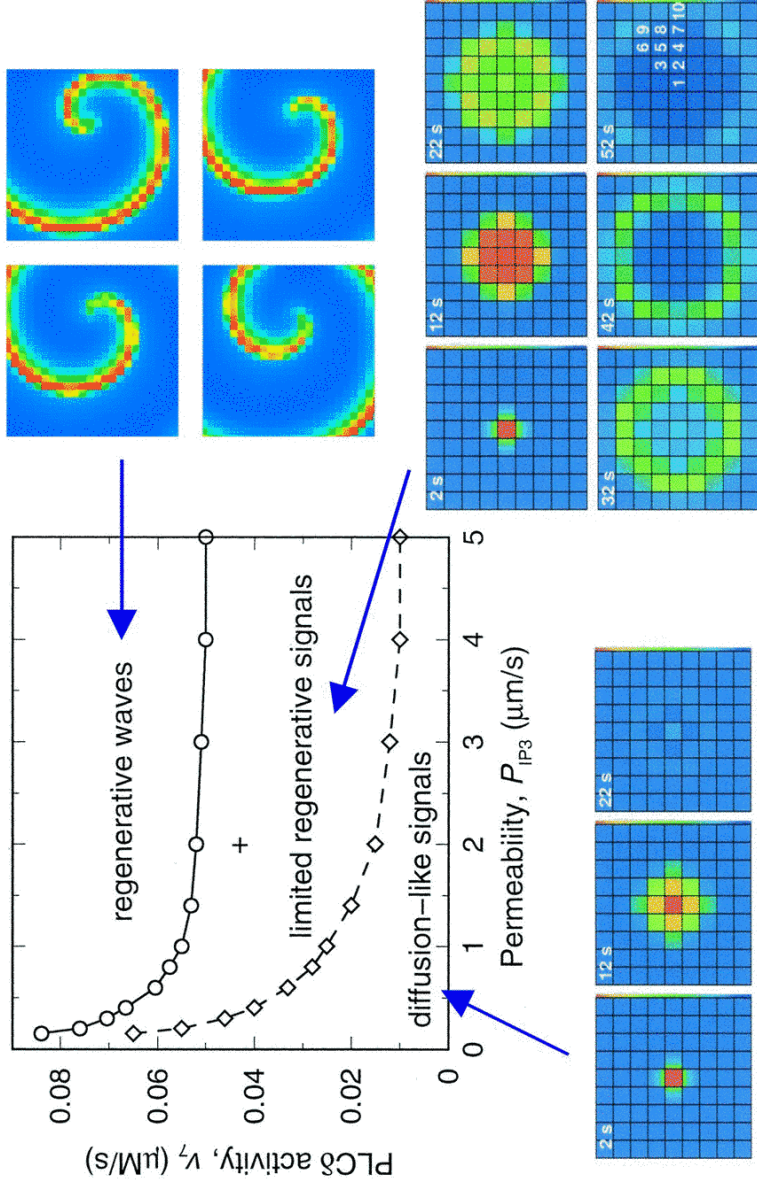 PLCδ activity, v₇ (μM/s)
0.08
0.06
0.04
0.02
0
0
1
2
3
4
5
Permeability, P_IP3 (μm/s)
regenerative waves
+
limited regenerative signals
diffusion–like signals
2 s
12 s
22 s
2 s
12 s
22 s
32 s
42 s
52 s
6 9
3 5 8
1 2 4 7 10